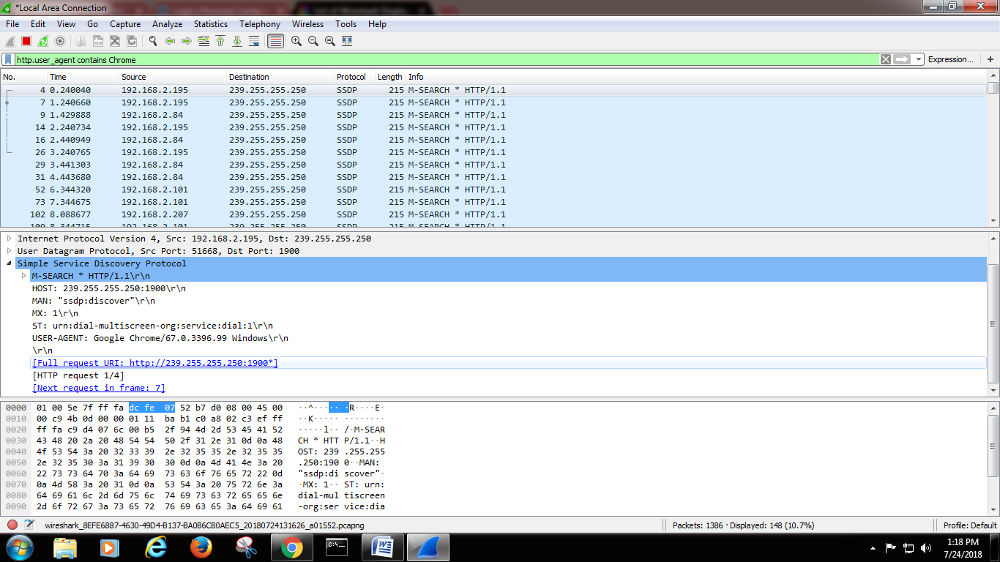 *Local Area Connection
File Edit View Go Capture Analyze Statistics Telephony Wireless Tools Help
http.user_agent contains Chrome Expression... +
No. Time Source Destination Protocol Length Info
4 0.240040 192.168.2.195 239.255.255.250 SSDP 215 M-SEARCH * HTTP/1.1
7 1.240660 192.168.2.195 239.255.255.250 SSDP 215 M-SEARCH * HTTP/1.1
9 1.429888 192.168.2.84 239.255.255.250 SSDP 215 M-SEARCH * HTTP/1.1
14 2.240734 192.168.2.195 239.255.255.250 SSDP 215 M-SEARCH * HTTP/1.1
16 2.440949 192.168.2.84 239.255.255.250 SSDP 215 M-SEARCH * HTTP/1.1
26 3.240765 192.168.2.195 239.255.255.250 SSDP 215 M-SEARCH * HTTP/1.1
29 3.441303 192.168.2.84 239.255.255.250 SSDP 215 M-SEARCH * HTTP/1.1
31 4.443680 192.168.2.84 239.255.255.250 SSDP 215 M-SEARCH * HTTP/1.1
52 6.344320 192.168.2.101 239.255.255.250 SSDP 215 M-SEARCH * HTTP/1.1
73 7.344675 192.168.2.101 239.255.255.250 SSDP 215 M-SEARCH * HTTP/1.1
102 8.088677 192.168.2.207 239.255.255.250 SSDP 215 M-SEARCH * HTTP/1.1
109 8.344715 192.168.2.101 239.255.255.250 SSDP 215 M-SEARCH * HTTP/1.1
Internet Protocol Version 4, Src: 192.168.2.195, Dst: 239.255.255.250
User Datagram Protocol, Src Port: 51668, Dst Port: 1900
Simple Service Discovery Protocol
M-SEARCH * HTTP/1.1\r\n
HOST: 239.255.255.250:1900\r\n
MAN: "ssdp:discover"\r\n
MX: 1\r\n
ST: urn:dial-multiscreen-org:service:dial:1\r\n
USER-AGENT: Google Chrome/67.0.3396.99 Windows\r\n
\r\n
[Full request URI: http://239.255.255.250:1900*]
[HTTP request 1/4]
[Next request in frame: 7]
0000 01 00 5e 7f ff fa dc fe 07 52 b7 d0 08 00 45 00 ··^····· ·R····E·
0010 00 c9 4b 0d 00 00 01 11 ba b1 c0 a8 02 c3 ef ff ··K····· ········
0020 ff fa c9 d4 07 6c 00 b5 2f 94 4d 2d 53 45 41 52 ·····l·· /·M-SEAR
0030 43 48 20 2a 20 48 54 54 50 2f 31 2e 31 0d 0a 48 CH * HTT P/1.1··H
0040 4f 53 54 3a 20 32 33 39 2e 32 35 35 2e 32 35 35 OST: 239 .255.255
0050 2e 32 35 30 3a 31 39 30 30 0d 0a 4d 41 4e 3a 20 .250:190 0··MAN:
0060 22 73 73 64 70 3a 64 69 73 63 6f 76 65 72 22 0d "ssdp:di scover"·
0070 0a 4d 58 3a 20 31 0d 0a 53 54 3a 20 75 72 6e 3a ·MX: 1·· ST: urn:
0080 64 69 61 6c 2d 6d 75 6c 74 69 73 63 72 65 65 6e dial-mul tiscreen
0090 2d 6f 72 67 3a 73 65 72 76 69 63 65 3a 64 69 61 -org:ser vice:dia
wireshark_8EFE6887-4630-49D4-B137-BA0B6CB0AEC5_20180724131626_a01552.pcapng Packets: 1386 · Displayed: 148 (10.7%) Profile: Default
1:18 PM
7/24/2018